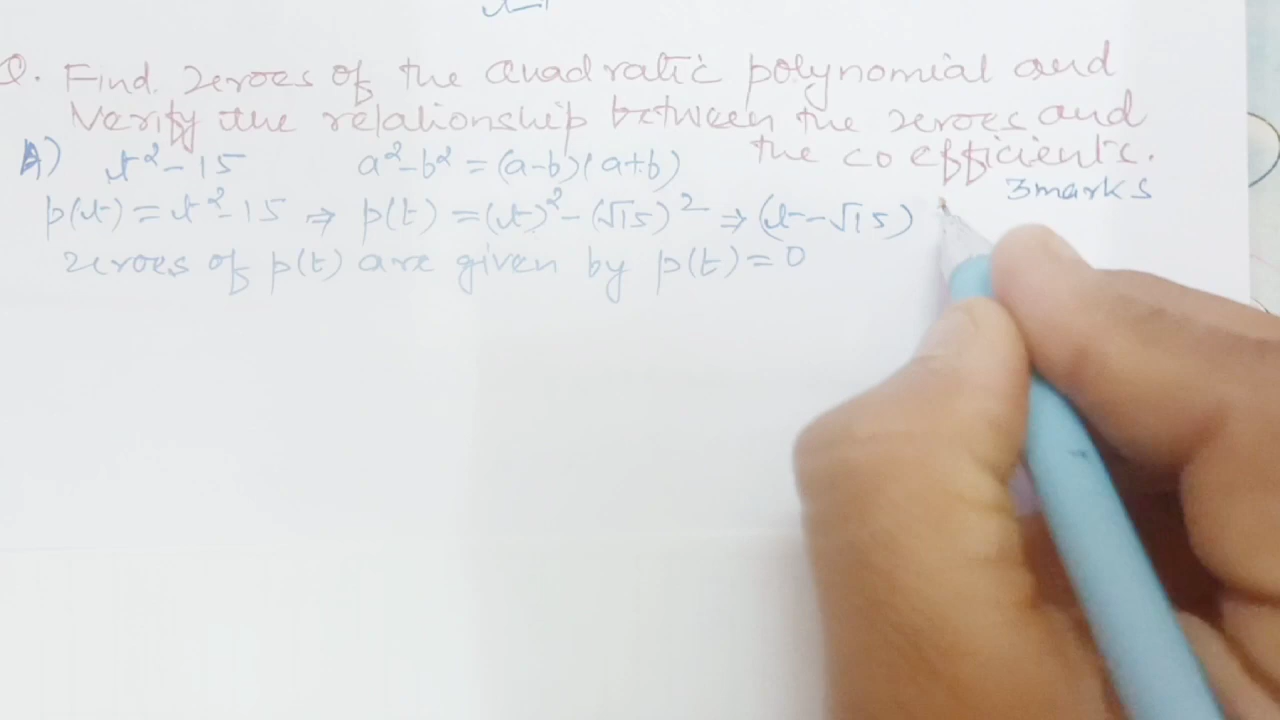 Q. Find zeroes of the quadratic polynomial and
Verify the relationship between the zeroes and
the coefficients.
A) t² - 15 a² - b² = (a-b)(a+b)
3marks
p(t) = t² - 15 ⇒ p(t) = (t)² - (√15)² ⇒ (t - √15)
zeroes of p(t) are given by p(t) = 0